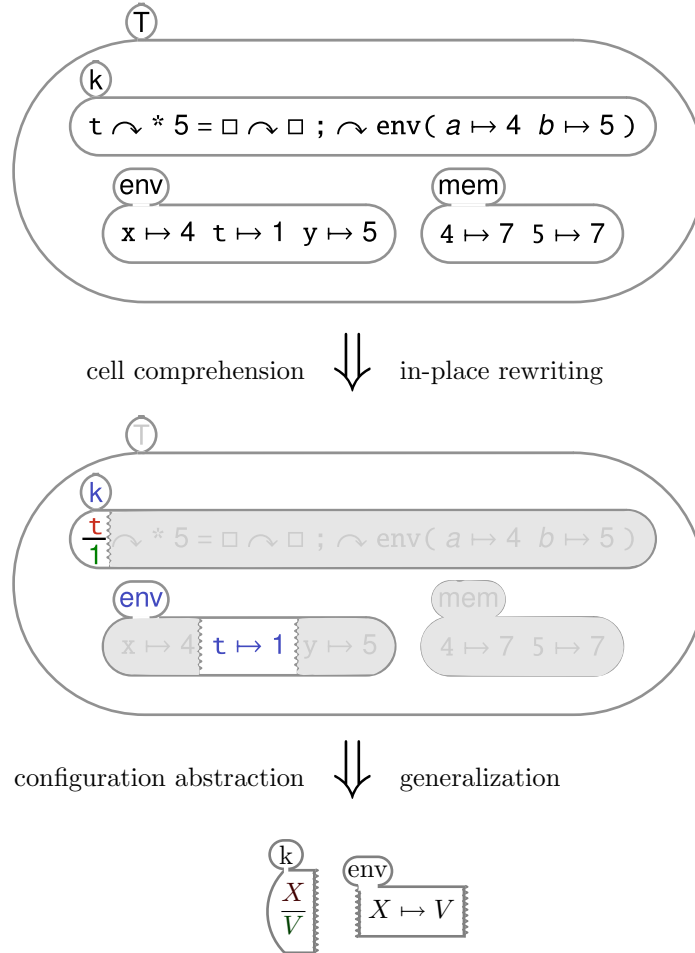 T
k
t ↷ * 5 = □ ↷ □ ; ↷ env( a ↦ 4 b ↦ 5 )
env mem
x ↦ 4 t ↦ 1 y ↦ 5 4 ↦ 7 5 ↦ 7
cell comprehension ⇓ in-place rewriting
T
k
t
1
↷ * 5 = □ ↷ □ ; ↷ env( a ↦ 4 b ↦ 5 )
env mem
x ↦ 4 t ↦ 1 y ↦ 5 4 ↦ 7 5 ↦ 7
configuration abstraction ⇓ generalization
k env
X
V
X ↦ V